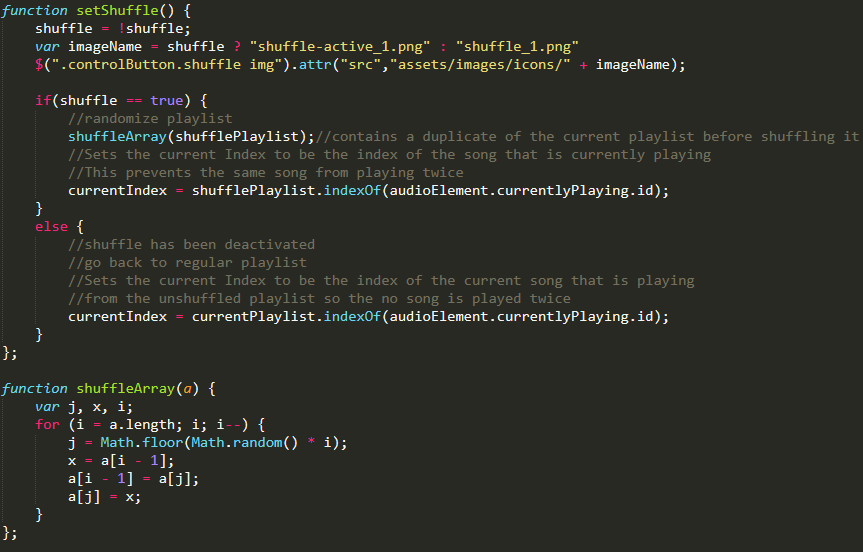 function setShuffle() {
    shuffle = !shuffle;
    var imageName = shuffle ? "shuffle-active_1.png" : "shuffle_1.png"
    $(".controlButton.shuffle img").attr("src","assets/images/icons/" + imageName);

    if(shuffle == true) {
        //randomize playlist
        shuffleArray(shufflePlaylist);//contains a duplicate of the current playlist before shuffling it
        //Sets the current Index to be the index of the song that is currently playing
        //This prevents the same song from playing twice
        currentIndex = shufflePlaylist.indexOf(audioElement.currentlyPlaying.id);
    }
    else {
        //shuffle has been deactivated
        //go back to regular playlist
        //Sets the current Index to be the index of the current song that is playing
        //from the unshuffled playlist so the no song is played twice
        currentIndex = currentPlaylist.indexOf(audioElement.currentlyPlaying.id);
    }
};

function shuffleArray(a) {
    var j, x, i;
    for (i = a.length; i; i--) {
        j = Math.floor(Math.random() * i);
        x = a[i - 1];
        a[i - 1] = a[j];
        a[j] = x;
    }
};